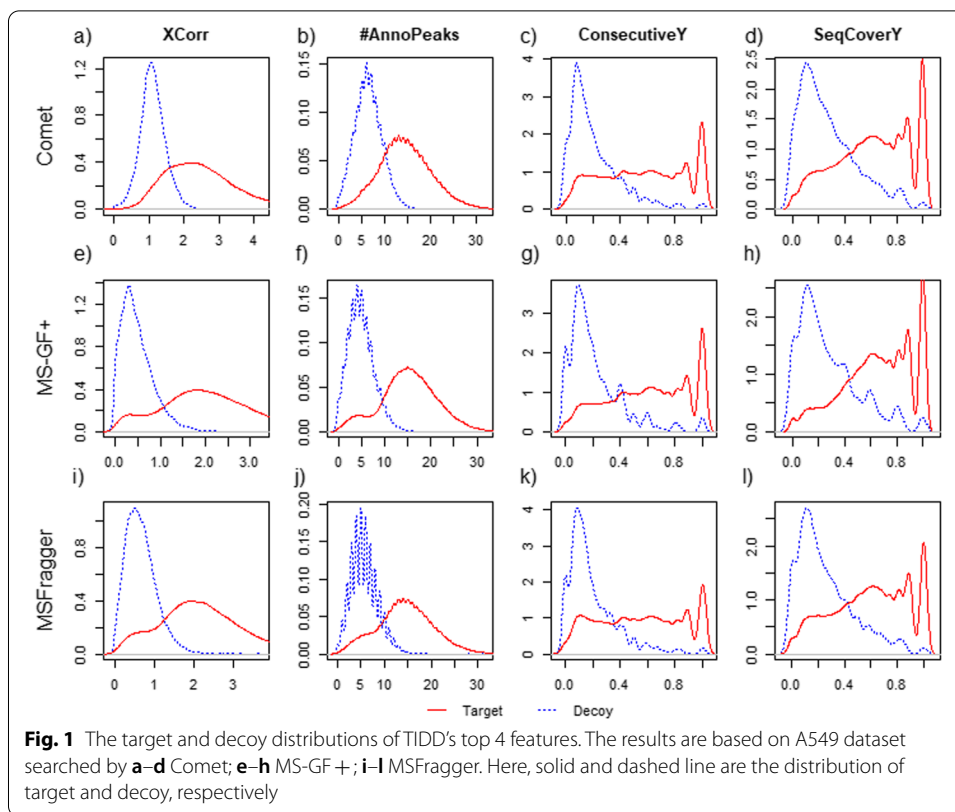 a) XCorr b) #AnnoPeaks c) ConsecutiveY d) SeqCoverY
Comet
0.0 0.4 0.8 1.2
0 1 2 3 4
0.00 0.05 0.10 0.15
0 5 10 20 30
0 1 2 3 4
0.0 0.4 0.8
0.0 0.5 1.0 1.5 2.0 2.5
0.0 0.4 0.8
e) f) g) h)
MS-GF+
0.0 0.4 0.8 1.2
0.0 1.0 2.0 3.0
0.00 0.05 0.10 0.15
0 5 10 20 30
0 1 2 3
0.0 0.4 0.8
0.0 1.0 2.0
0.0 0.4 0.8
i) j) k) l)
MSFragger
0.0 0.4 0.8
0 1 2 3
0.00 0.05 0.10 0.15 0.20
0 5 10 20 30
0 1 2 3 4
0.0 0.4 0.8
0.0 1.0 2.0
0.0 0.4 0.8
Target Decoy
Fig. 1 The target and decoy distributions of TIDD's top 4 features. The results are based on A549 dataset
searched by a–d Comet; e–h MS-GF +; i–l MSFragger. Here, solid and dashed line are the distribution of
target and decoy, respectively